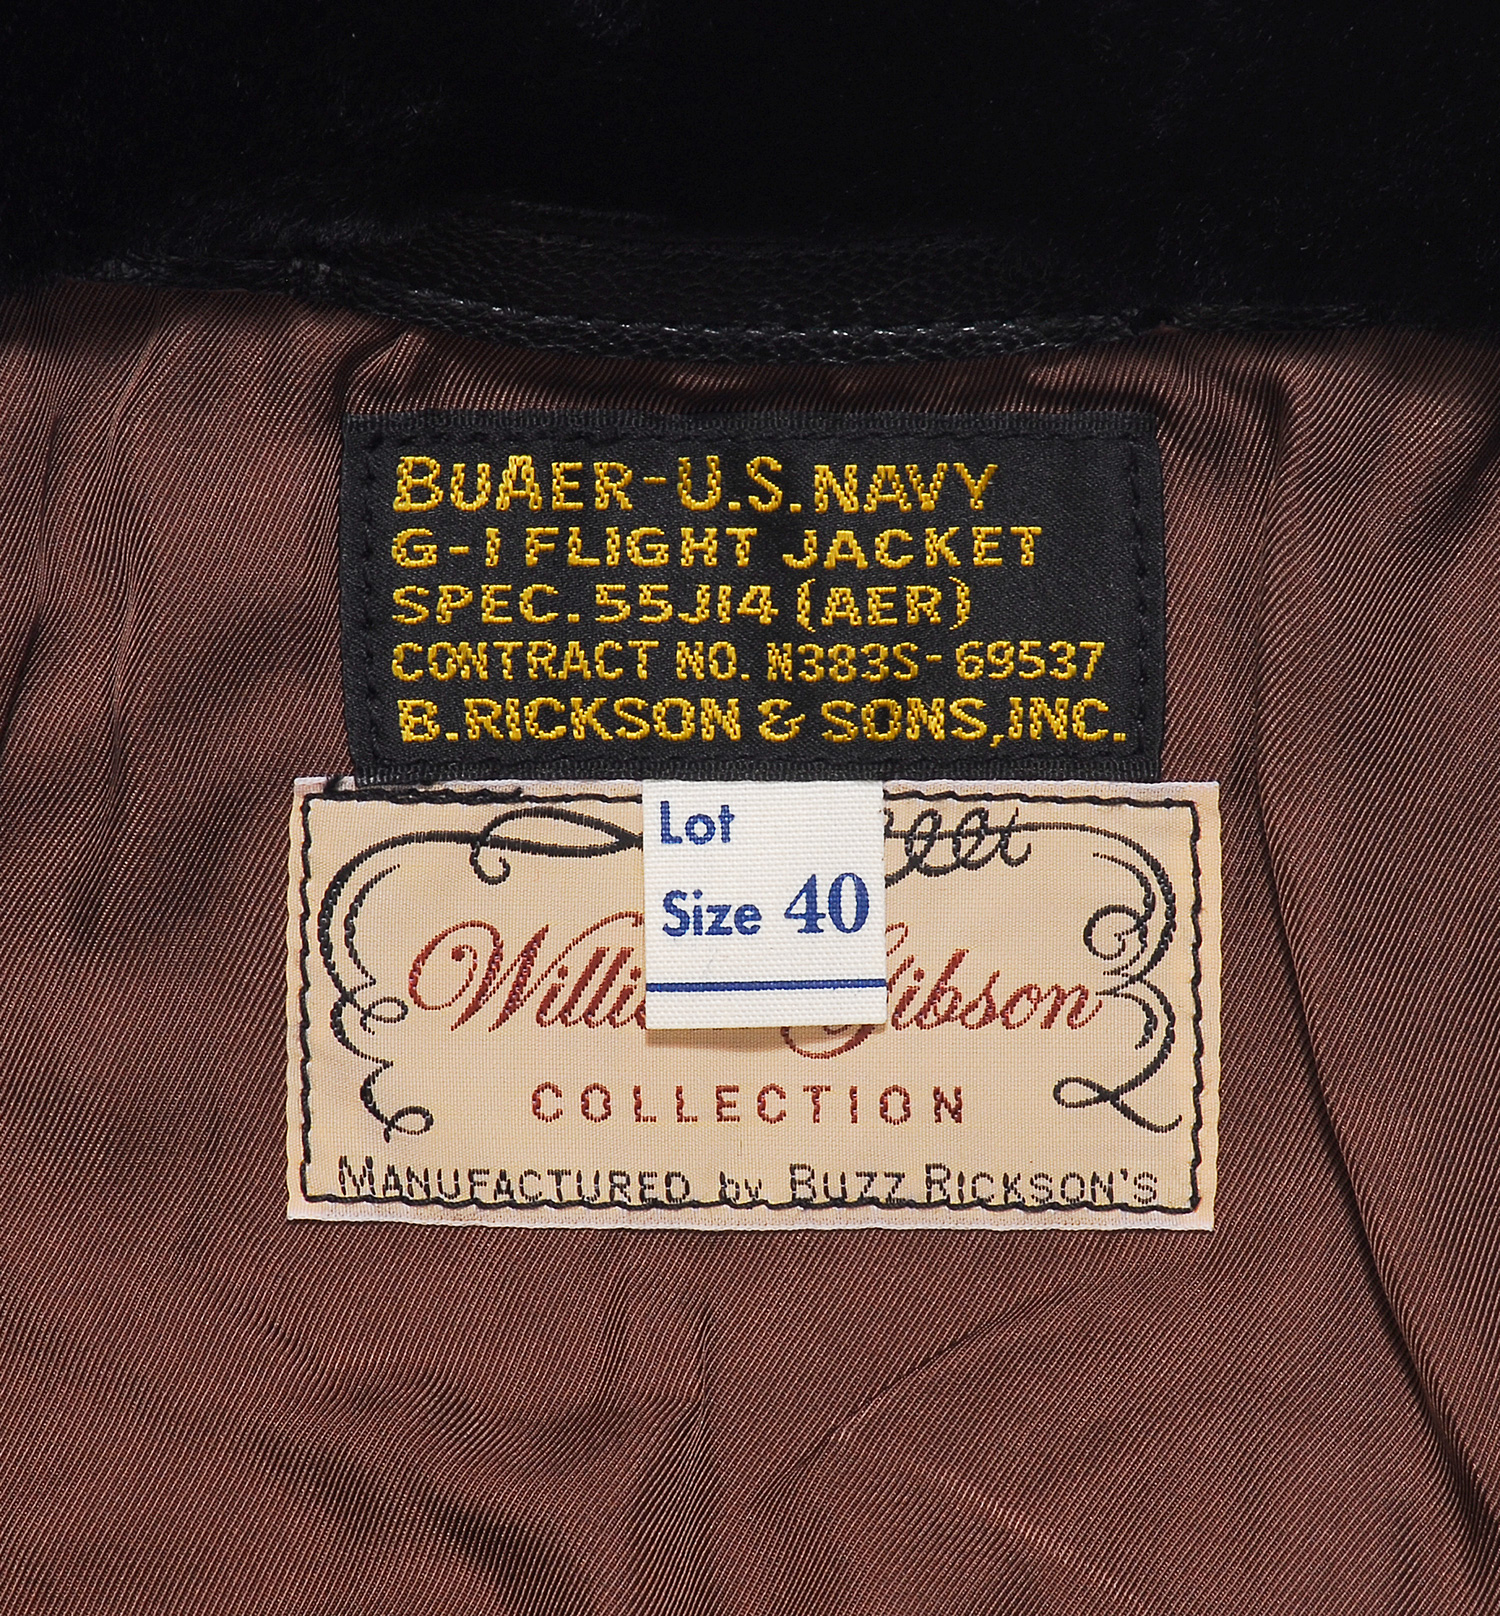 BUAER-U.S.NAVY
G-1 FLIGHT JACKET
SPEC. 55J14 (AER)
CONTRACT NO. N383S-69537
B.RICKSON & SONS,INC.
Lot
Size 40
COLLECTION
MANUFACTURED by BUZZ RICKSON'S